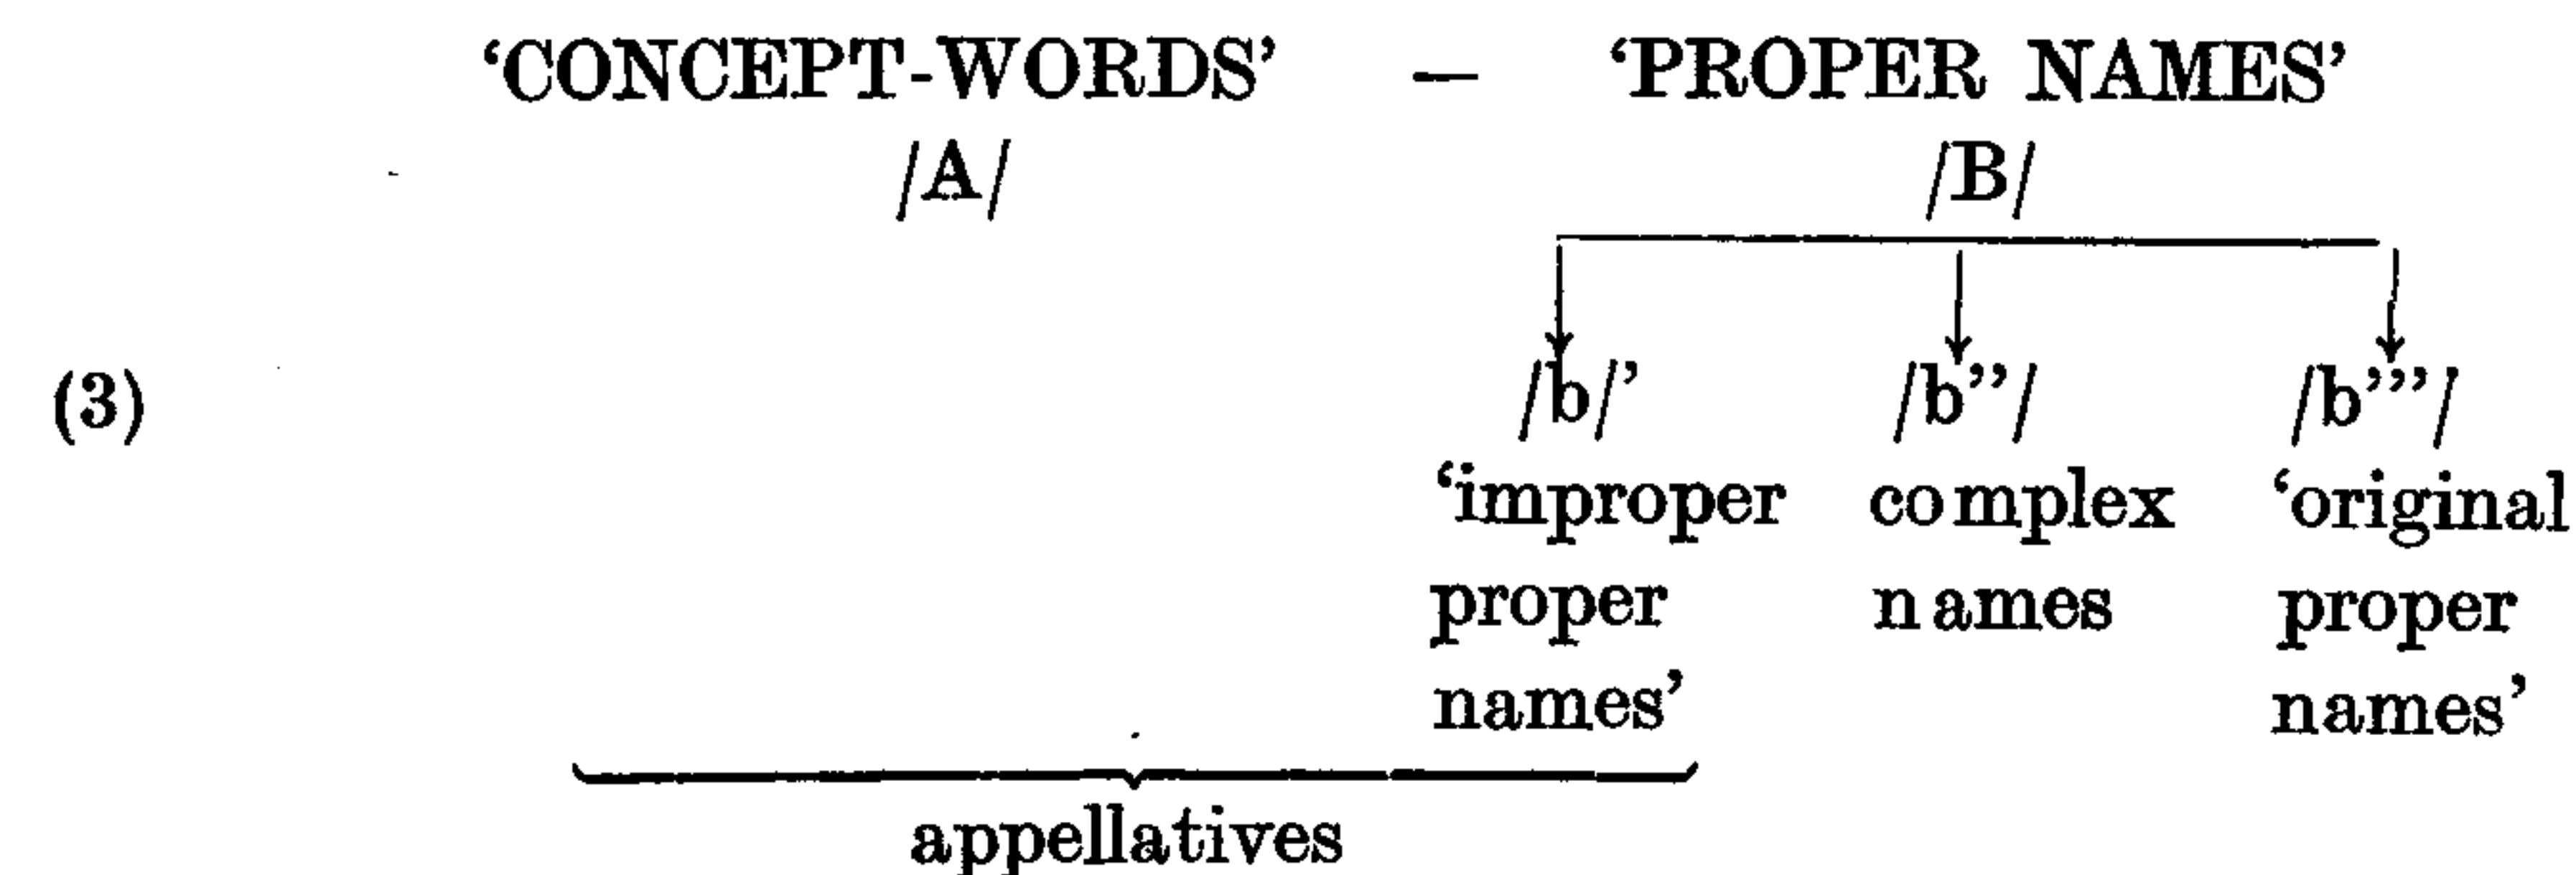 ‘CONCEPT-WORDS’ — ‘PROPER NAMES’
/A/ /B/
(3) /b/’ /b’’/ /b’’’/
‘improper complex ‘original
proper names proper
names’ names’
appellatives